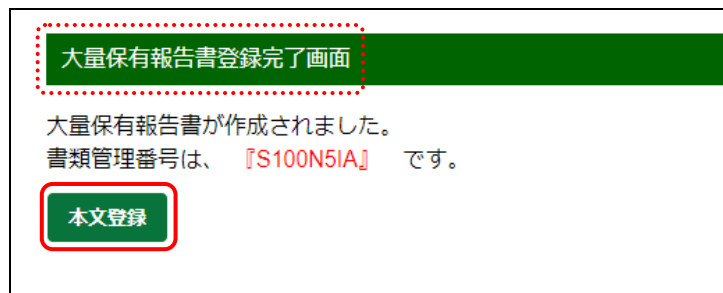 大量保有報告書登録完了画面
大量保有報告書が作成されました。
書類管理番号は、 『S100N5IA』 です。
本文登録